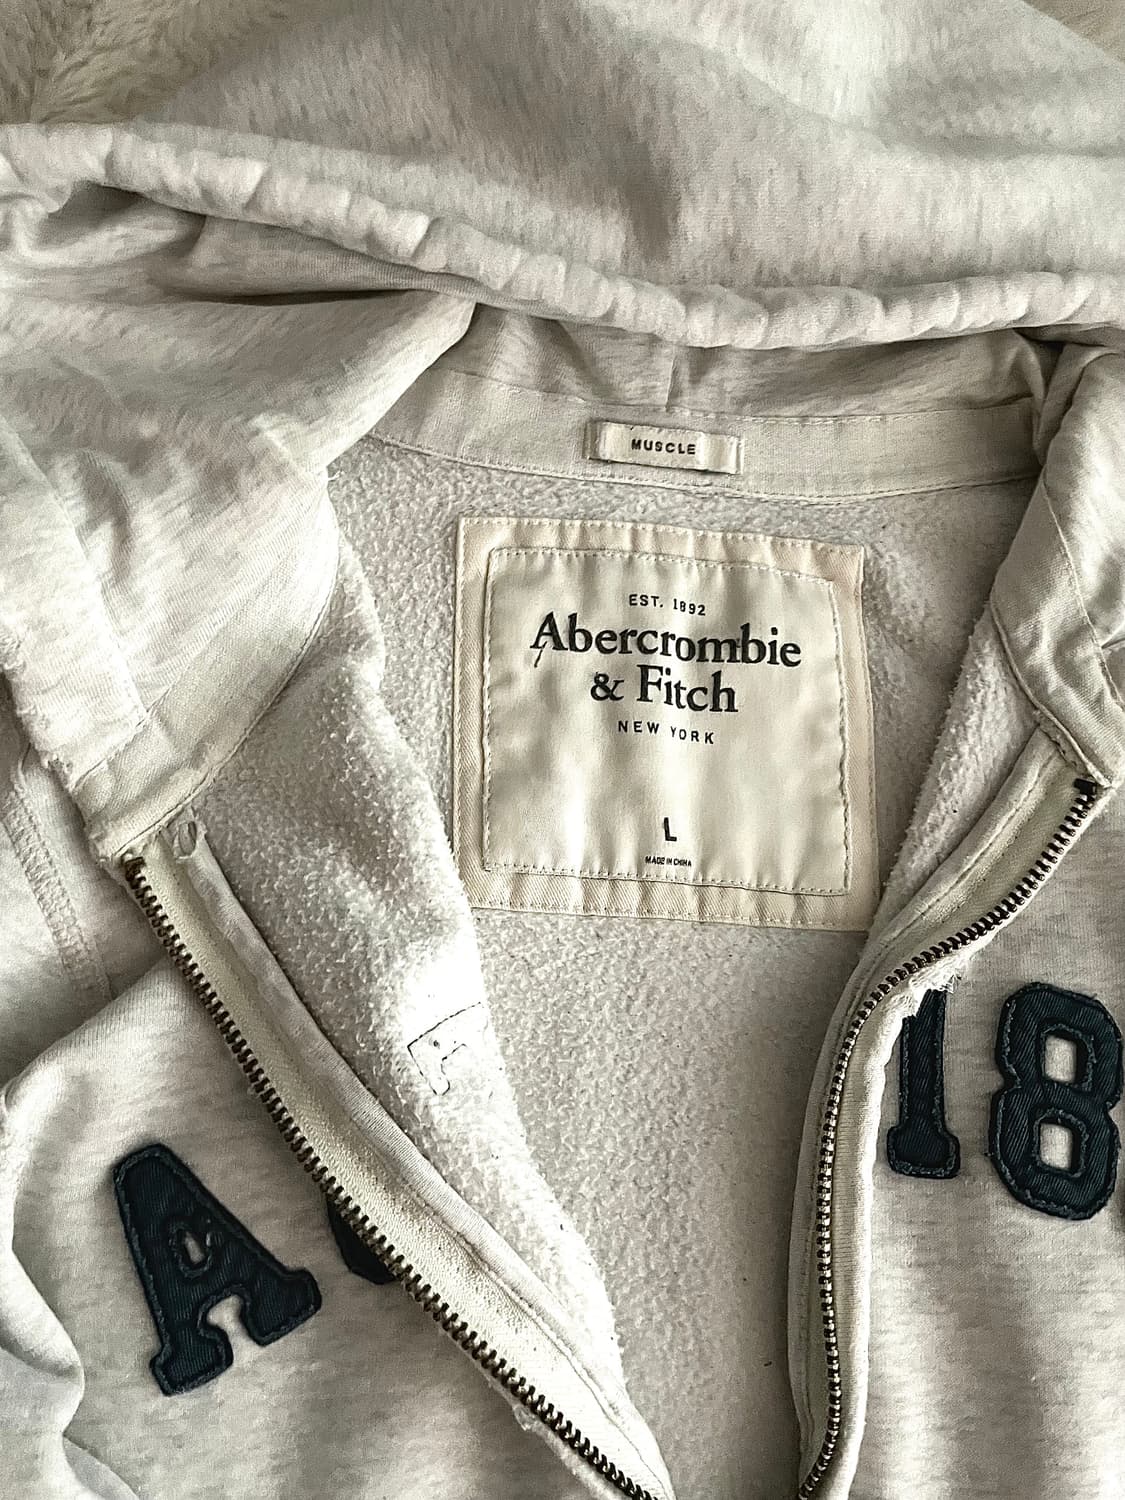 MUSCLE
EST. 1892
Abercrombie
& Fitch
NEW YORK
L
MADE IN CHINA
A
18